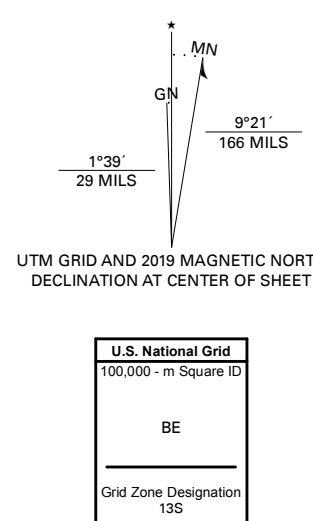 ★
MN
GN
9°21´
166 MILS
1°39´
29 MILS
UTM GRID AND 2019 MAGNETIC NORT
DECLINATION AT CENTER OF SHEET
U.S. National Grid
100,000 - m Square ID
BE
Grid Zone Designation
13S